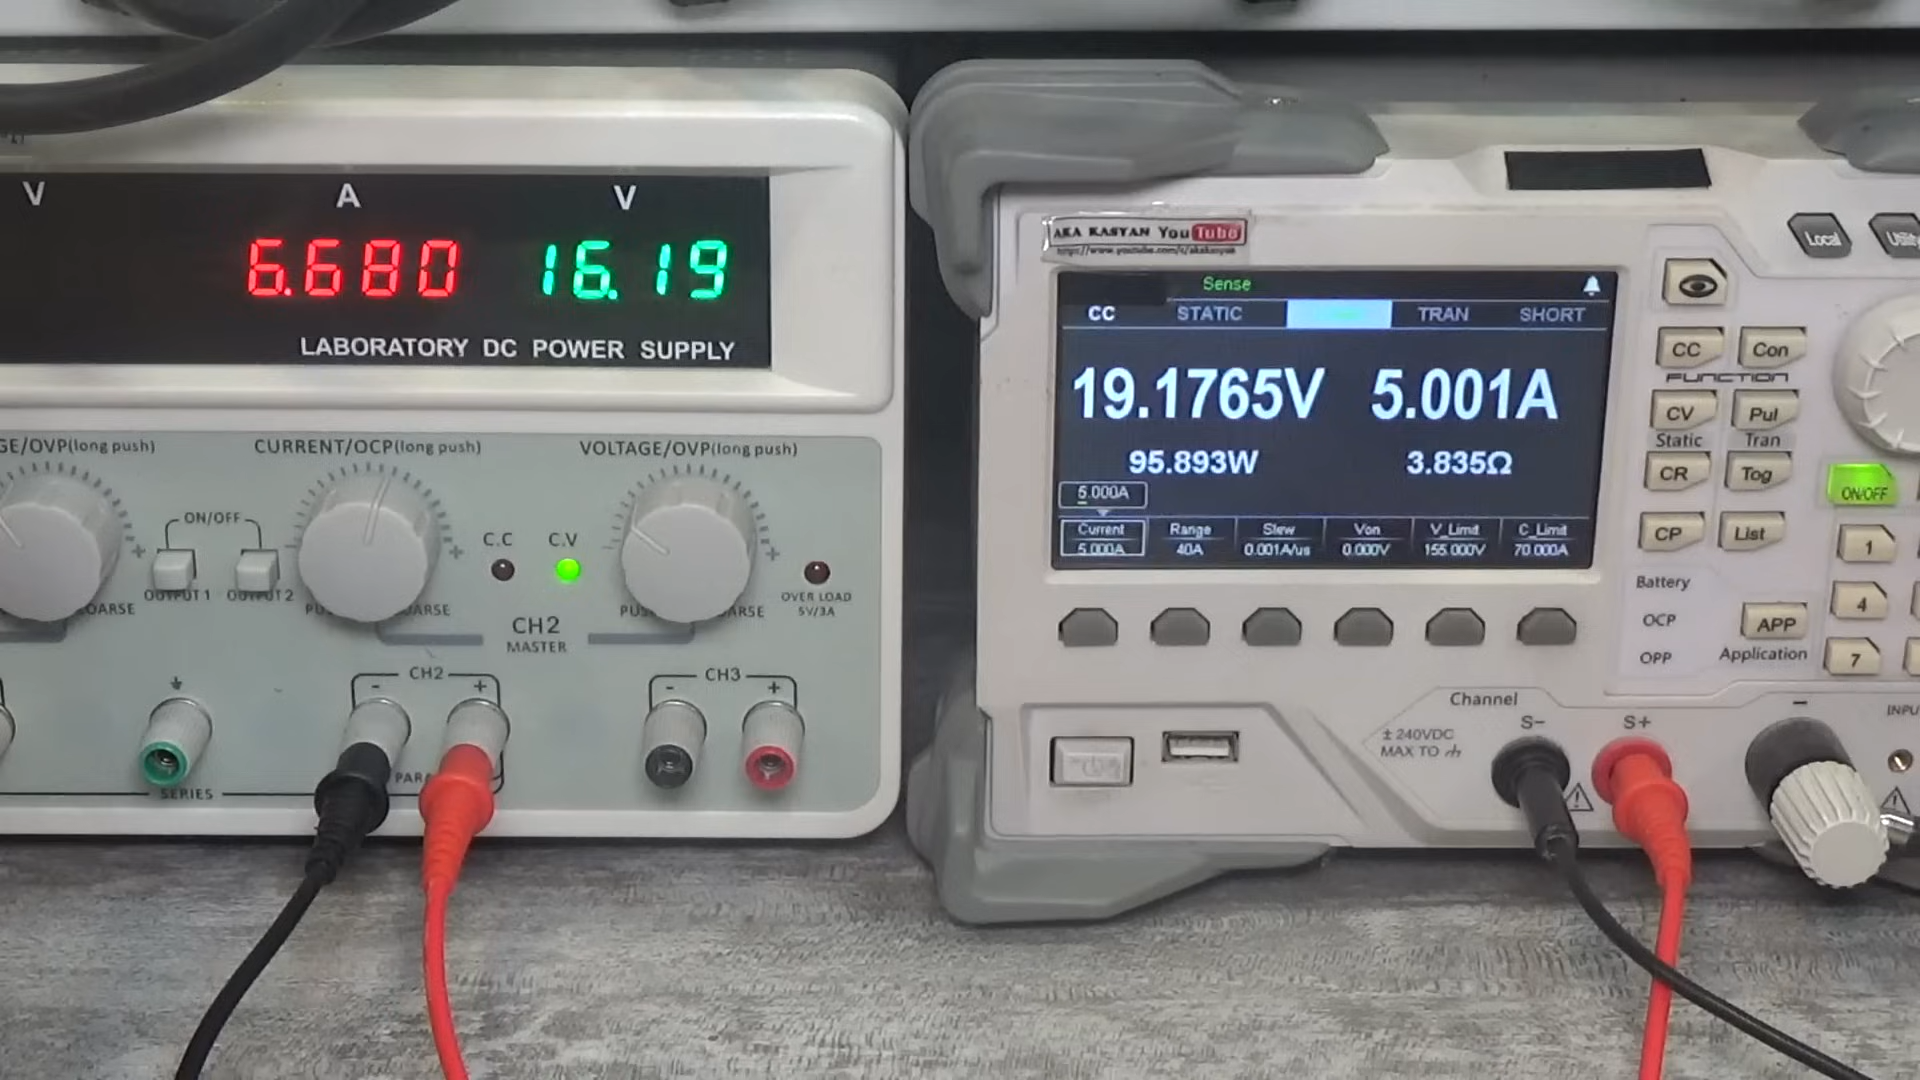 V A V
6.680 16.19
LABORATORY DC POWER SUPPLY
GE/OVP(long push) CURRENT/OCP(long push) VOLTAGE/OVP(long push)
ON/OFF
C.C C.V
OUTPUT 1 OUTPUT 2
OVER LOAD
5V/3A
CH2
MASTER
CH2
- +
CH3
- +
PARA
SERIES
AKA KASYAN YouTube
Sense
CC STATIC TRAN SHORT
19.1765V 5.001A
95.893W 3.835Ω
5.000A
Current Range Slew Von V_Limit C_Limit
5.000A 40A 0.001A/us 0.000V 155.000V 70.000A
Local
CC Con
FUNCTION
CV Pul
Static Tran
CR Tog
ON/OFF
CP List
1
Battery
OCP
OPP
APP
Application
4
7
Channel
S- S+ -
±240VDC
MAX TO
INPU